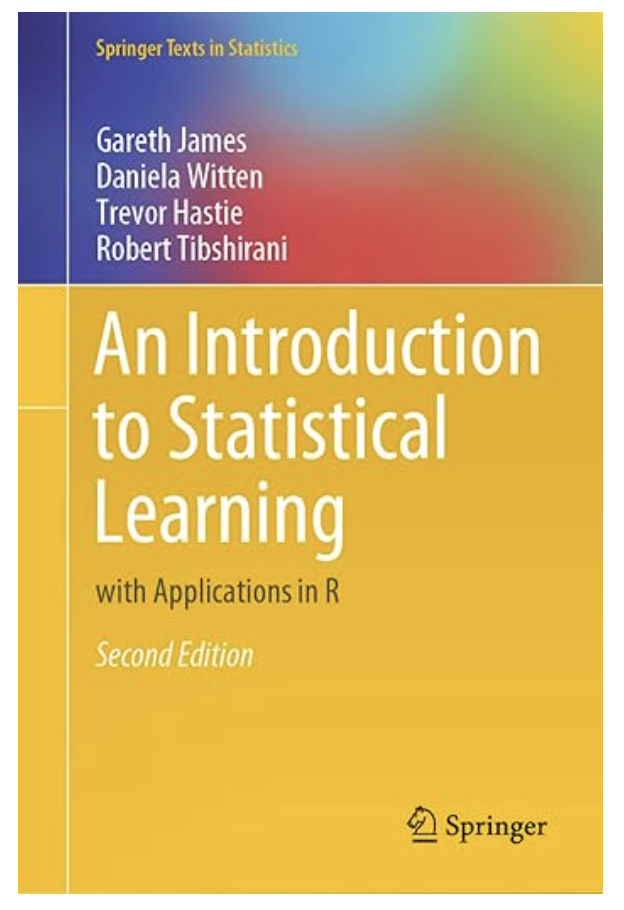 Springer Texts in Statistics
Gareth James
Daniela Witten
Trevor Hastie
Robert Tibshirani
An Introduction
to Statistical
Learning
with Applications in R
Second Edition
Springer